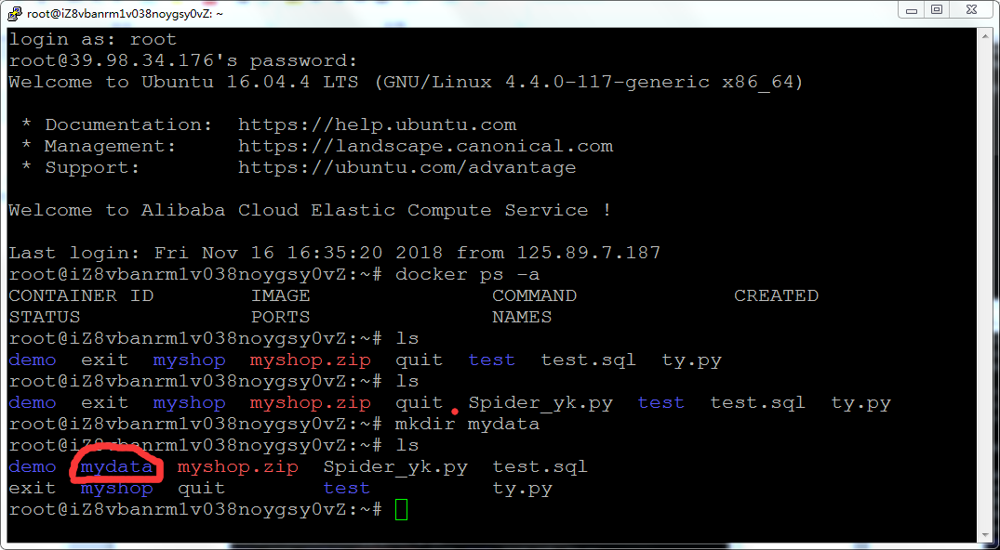 root@iZ8vbanrm1v038noygsy0vZ: ~
login as: root
root@39.98.34.176's password:
Welcome to Ubuntu 16.04.4 LTS (GNU/Linux 4.4.0-117-generic x86_64)
* Documentation:  https://help.ubuntu.com
* Management:     https://landscape.canonical.com
* Support:        https://ubuntu.com/advantage
Welcome to Alibaba Cloud Elastic Compute Service !
Last login: Fri Nov 16 16:35:20 2018 from 125.89.7.187
root@iZ8vbanrm1v038noygsy0vZ:~# docker ps -a
CONTAINER ID        IMAGE               COMMAND             CREATED
STATUS              PORTS               NAMES
root@iZ8vbanrm1v038noygsy0vZ:~# ls
demo  exit  myshop  myshop.zip  quit  test  test.sql  ty.py
root@iZ8vbanrm1v038noygsy0vZ:~# ls
demo  exit  myshop  myshop.zip  quit  Spider_yk.py  test  test.sql  ty.py
root@iZ8vbanrm1v038noygsy0vZ:~# mkdir mydata
root@iZ8vbanrm1v038noygsy0vZ:~# ls
demo  mydata  myshop.zip  Spider_yk.py  test.sql
exit  myshop  quit        test          ty.py
root@iZ8vbanrm1v038noygsy0vZ:~#